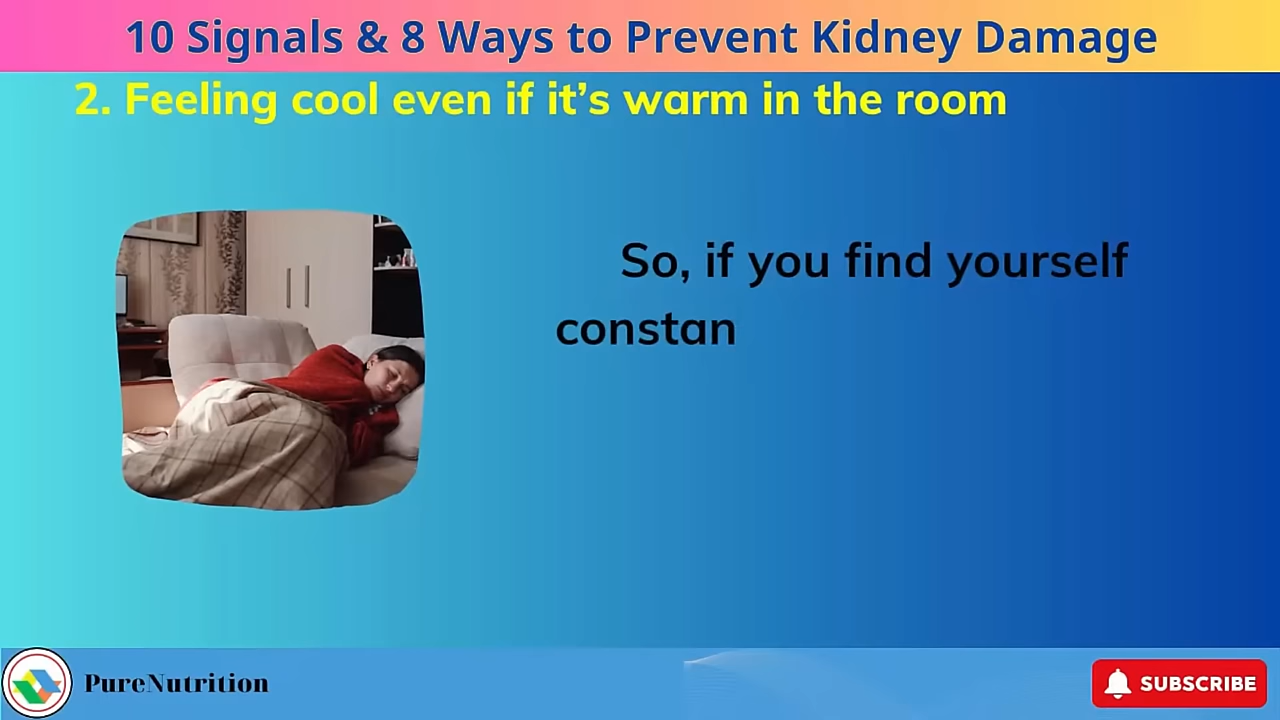 10 Signals & 8 Ways to Prevent Kidney Damage
2. Feeling cool even if it’s warm in the room
So, if you find yourself
constan
PureNutrition
SUBSCRIBE